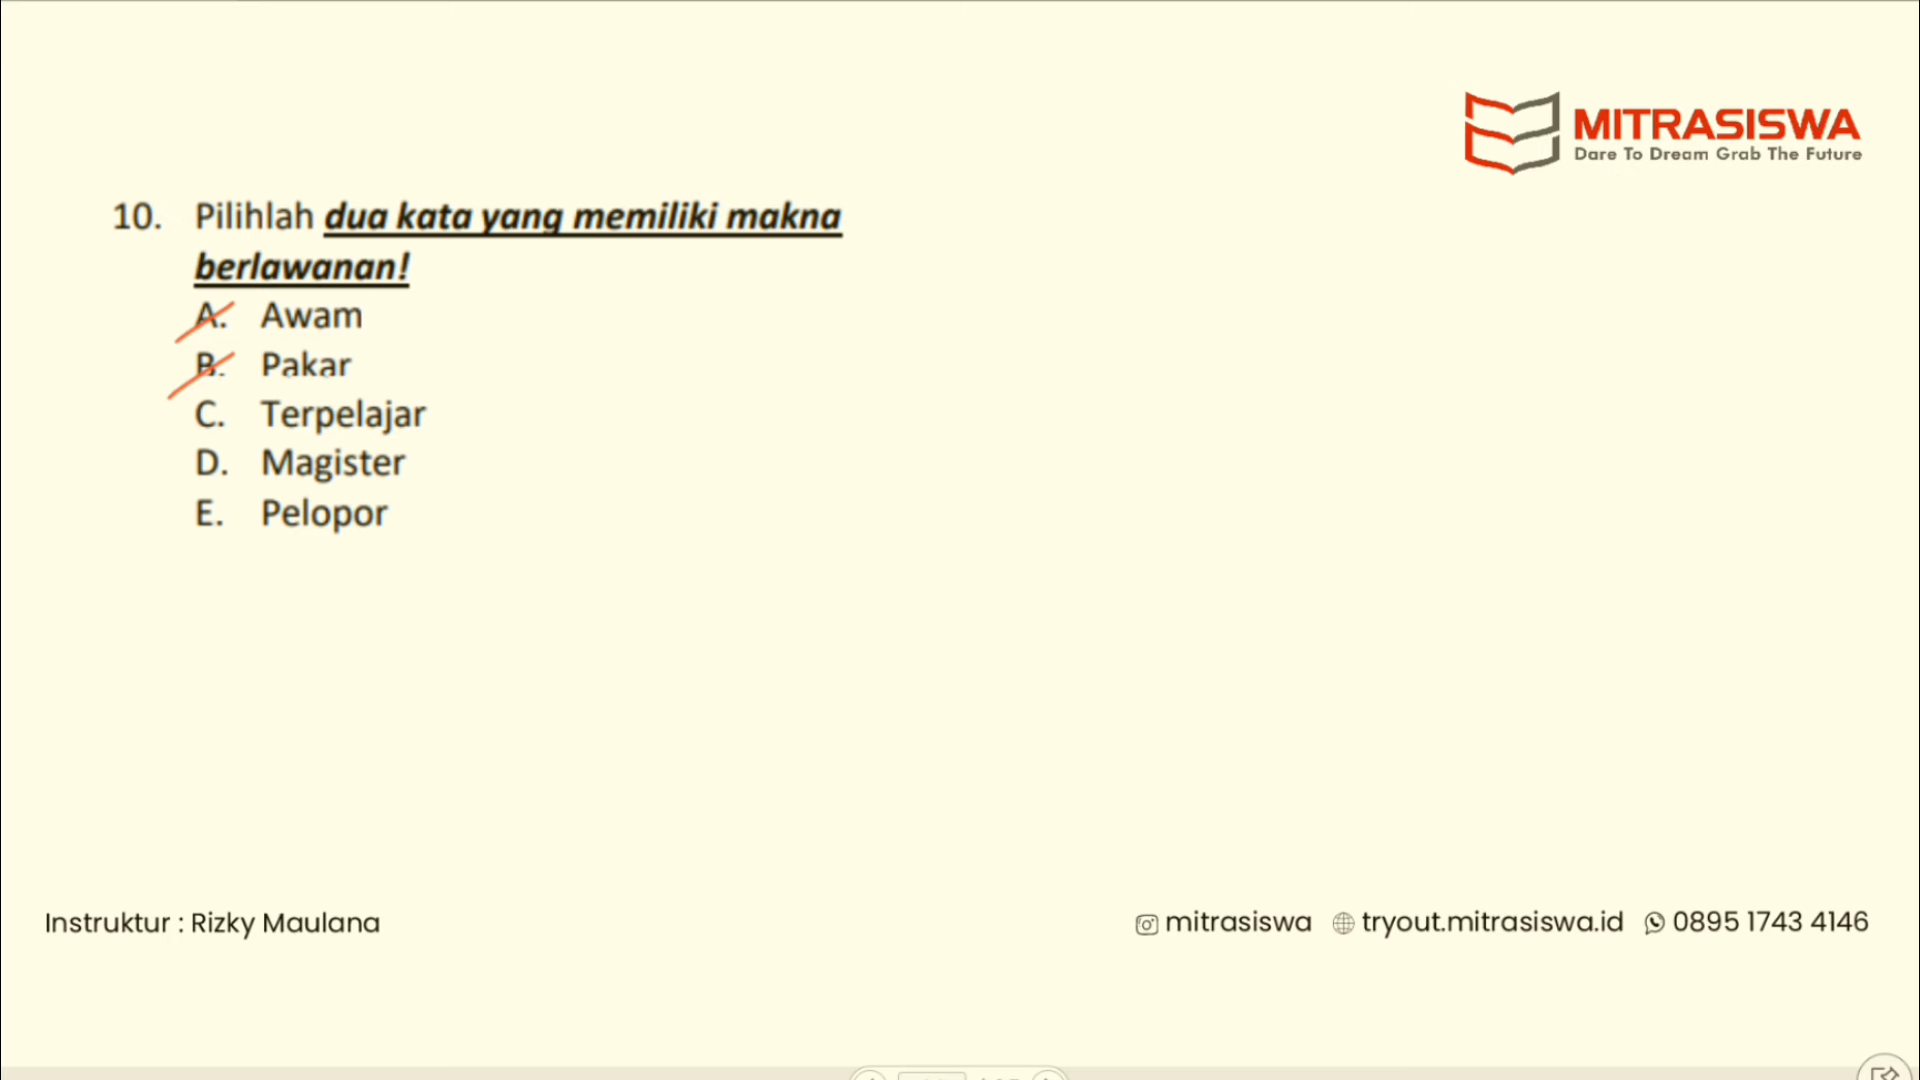 MITRASISWA
Dare To Dream Grab The Future
10. Pilihlah dua kata yang memiliki makna
berlawanan!
A. Awam
B. Pakar
C. Terpelajar
D. Magister
E. Pelopor
Instruktur : Rizky Maulana
mitrasiswa tryout.mitrasiswa.id 0895 1743 4146